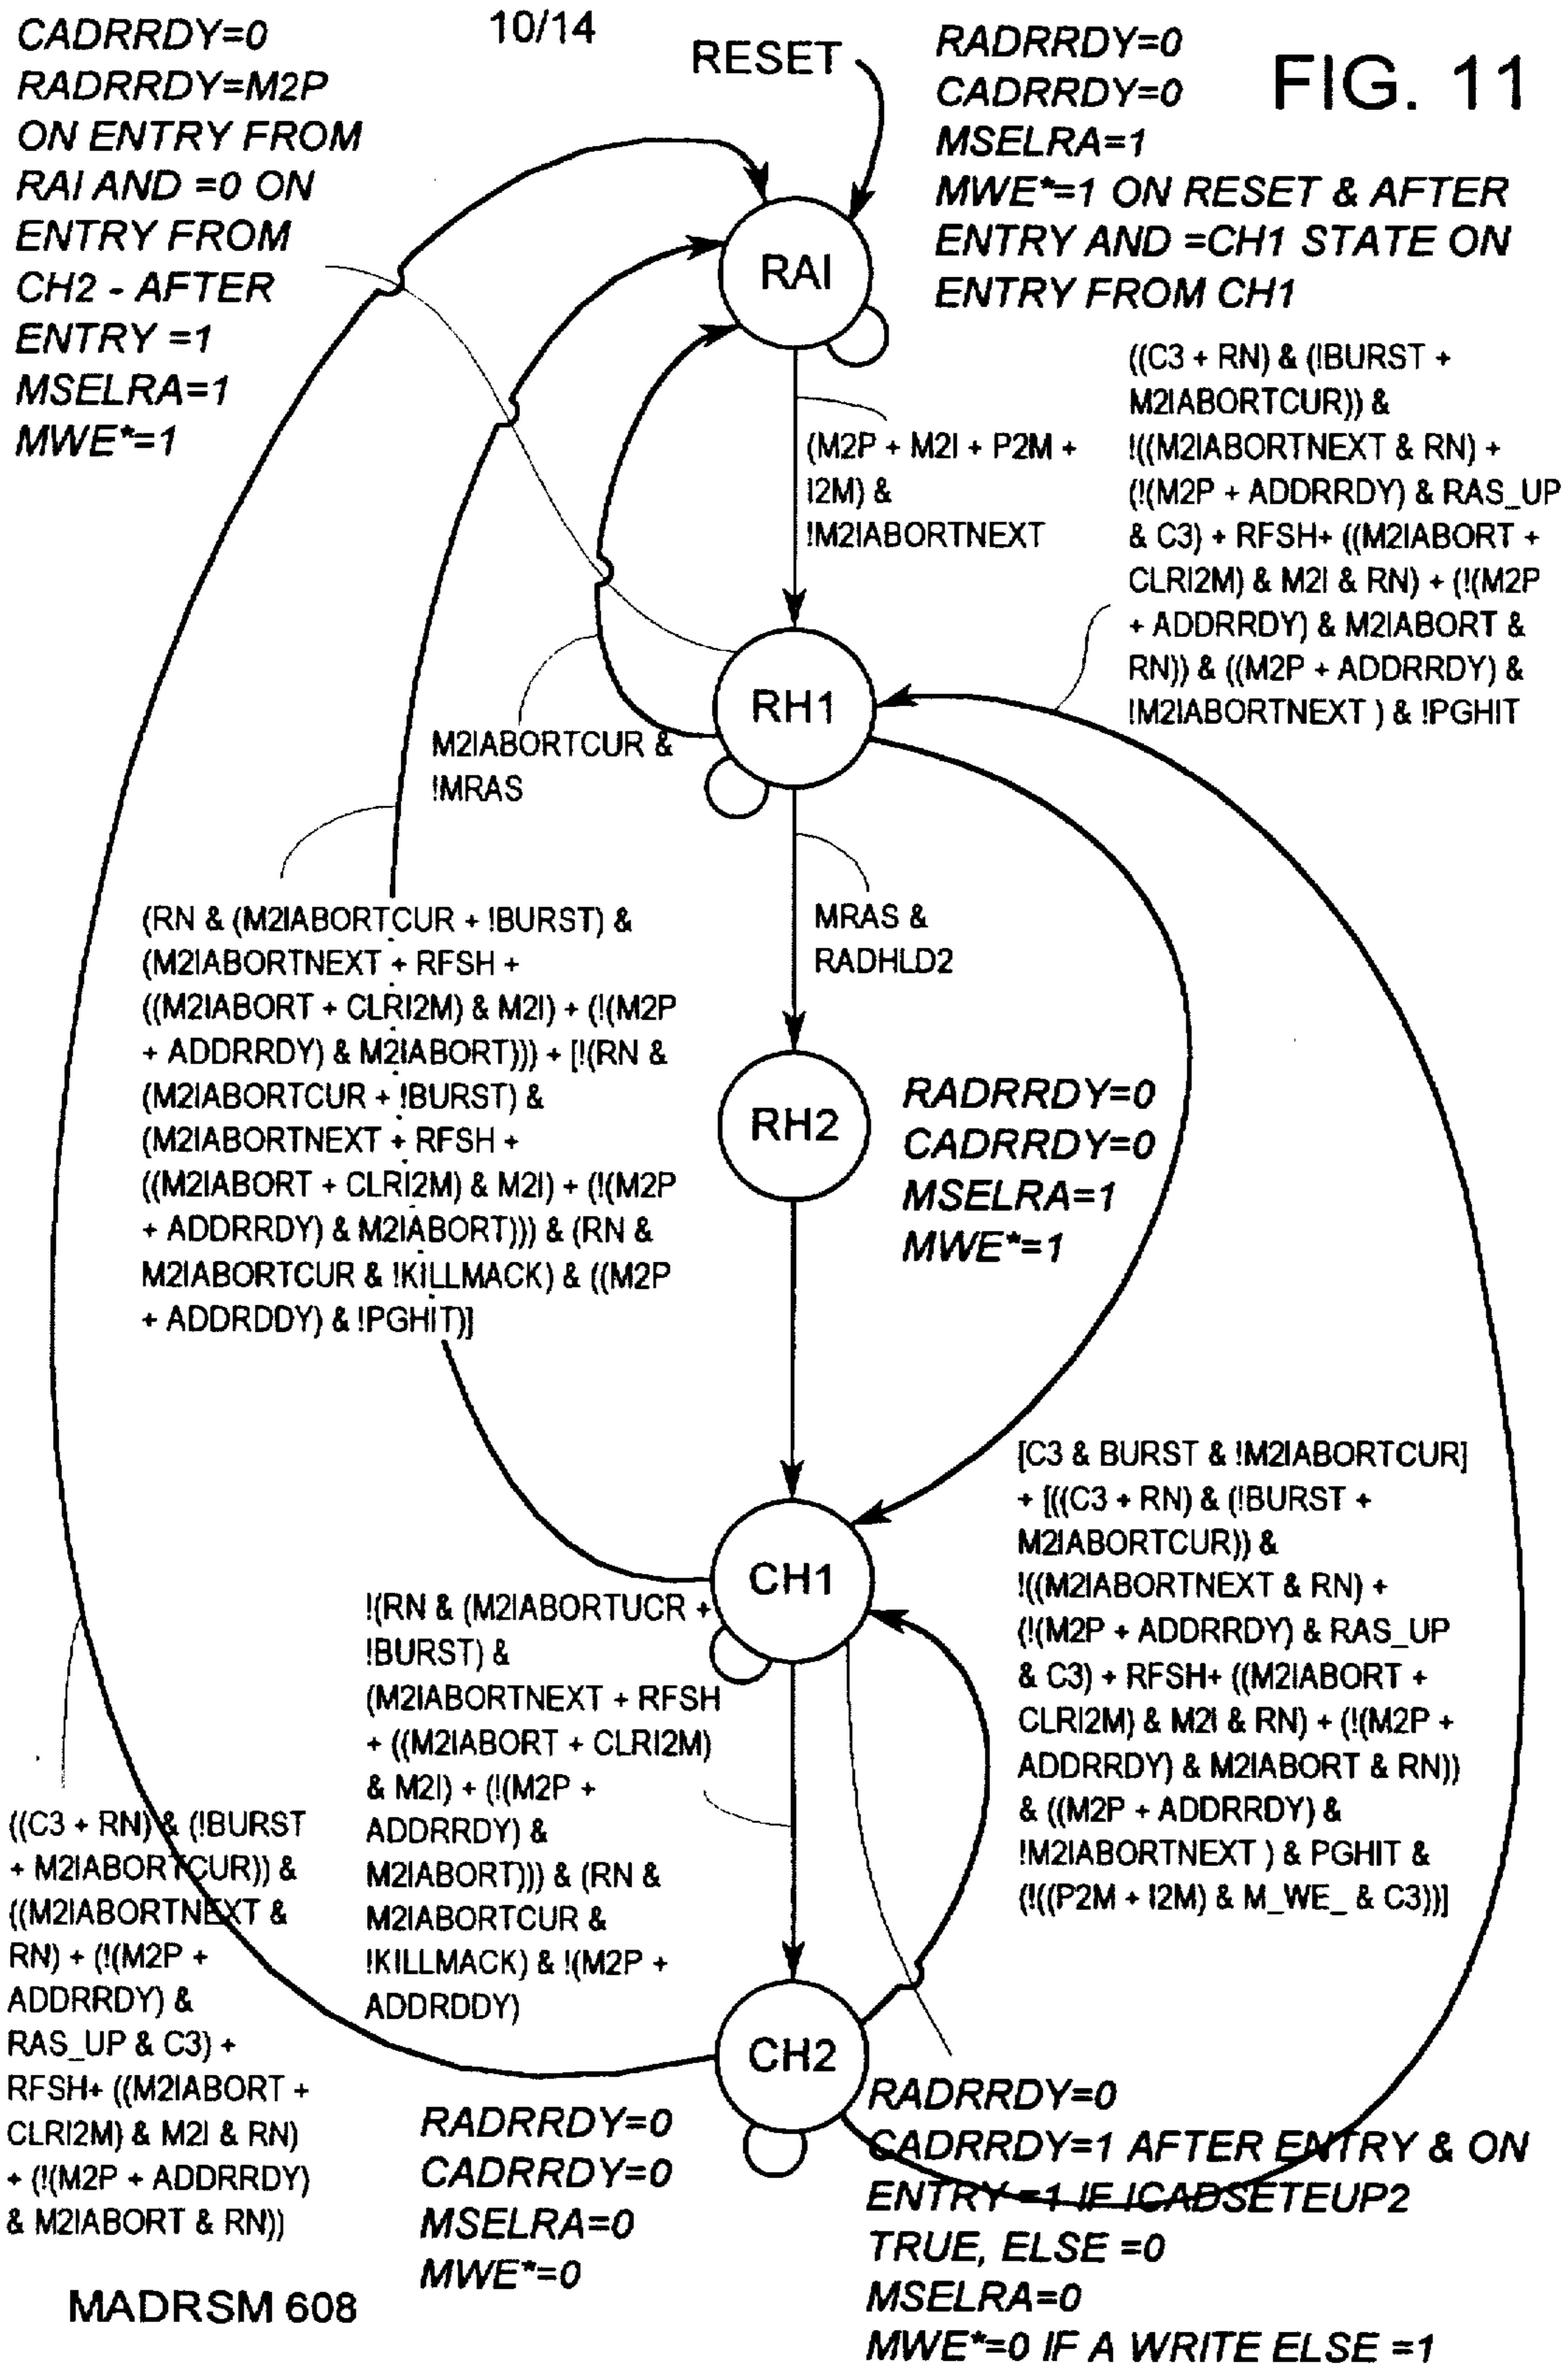 10/14
FIG. 11
RESET
CADRRDY=0
RADRRDY=M2P
ON ENTRY FROM
RAI AND =0 ON
ENTRY FROM
CH2 - AFTER
ENTRY =1
MSELRA=1
MWE*=1
RADRRDY=0
CADRRDY=0
MSELRA=1
MWE*=1 ON RESET & AFTER
ENTRY AND =CH1 STATE ON
ENTRY FROM CH1
RAI
(M2P + M2I + P2M +
I2M) &
!M2IABORTNEXT
((C3 + RN) & (!BURST +
M2IABORTCUR)) &
!((M2IABORTNEXT & RN) +
(!(M2P + ADDRRDY) & RAS_UP
& C3) + RFSH+ ((M2IABORT +
CLRI2M) & M2I & RN) + (!(M2P
+ ADDRRDY) & M2IABORT &
RN)) & ((M2P + ADDRRDY) &
!M2IABORTNEXT ) & !PGHIT
RH1
M2IABORTCUR &
!MRAS
MRAS &
RADHLD2
(RN & (M2IABORTCUR + !BURST) &
(M2IABORTNEXT + RFSH +
((M2IABORT + CLRI2M) & M2I) + (!(M2P
+ ADDRRDY) & M2IABORT))) + [!(RN &
(M2IABORTCUR + !BURST) &
(M2IABORTNEXT + RFSH +
((M2IABORT + CLRI2M) & M2I) + (!(M2P
+ ADDRRDY) & M2IABORT))) & (RN &
M2IABORTCUR & !KILLMACK) & ((M2P
+ ADDRDDY) & !PGHIT)]
RH2
RADRRDY=0
CADRRDY=0
MSELRA=1
MWE*=1
CH1
[C3 & BURST & !M2IABORTCUR]
+ [((C3 + RN) & (!BURST +
M2IABORTCUR)) &
!((M2IABORTNEXT & RN) +
(!(M2P + ADDRRDY) & RAS_UP
& C3) + RFSH+ ((M2IABORT +
CLRI2M) & M2I & RN) + (!(M2P +
ADDRRDY) & M2IABORT & RN))
& ((M2P + ADDRRDY) &
!M2IABORTNEXT ) & PGHIT &
(!((P2M + I2M) & M_WE_ & C3))]
!(RN & (M2IABORTUCR +
!BURST) &
(M2IABORTNEXT + RFSH
+ ((M2IABORT + CLRI2M)
& M2I) + (!(M2P +
ADDRRDY) &
M2IABORT))) & (RN &
M2IABORTCUR &
!KILLMACK) & !(M2P +
ADDRDDY)
((C3 + RN) & (!BURST
+ M2IABORTCUR)) &
((M2IABORTNEXT &
RN) + (!(M2P +
ADDRRDY) &
RAS_UP & C3) +
RFSH+ ((M2IABORT +
CLRI2M) & M2I & RN)
+ (!(M2P + ADDRRDY)
& M2IABORT & RN))
CH2
RADRRDY=0
CADRRDY=0
MSELRA=0
MWE*=0
RADRRDY=0
CADRRDY=1 AFTER ENTRY & ON
ENTRY =1 IF ICADSETEUP2
TRUE, ELSE =0
MSELRA=0
MWE*=0 IF A WRITE ELSE =1
MADRSM 608